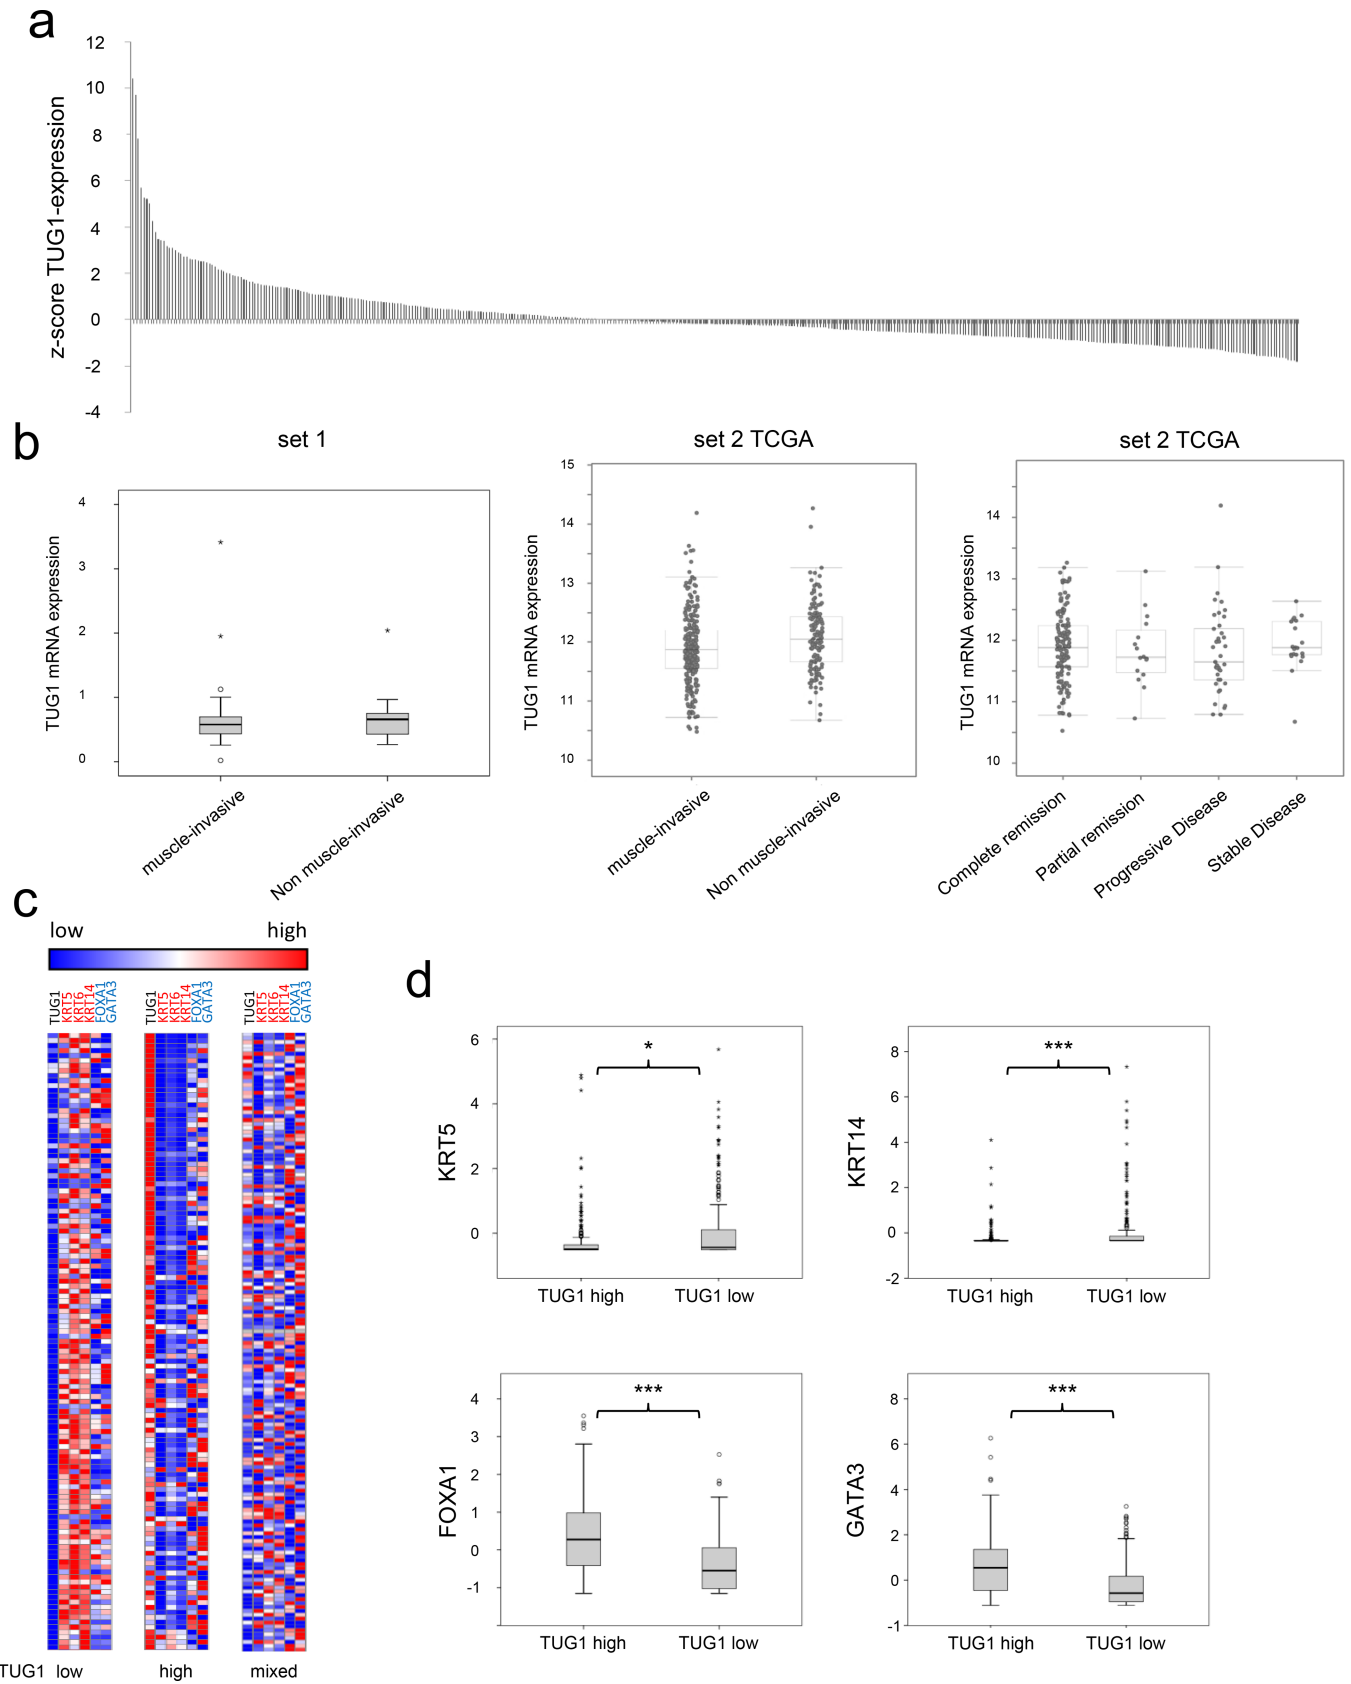 a
12
10
8
6
4
2
0
-2
-4
z-score TUG1-expression
b
set 1
set 2 TCGA
set 2 TCGA
4
3
2
1
0
TUG1 mRNA expression
muscle-invasive
Non muscle-invasive
15
14
13
12
11
10
TUG1 mRNA expression
muscle-invasive
Non muscle-invasive
14
13
12
11
10
TUG1 mRNA expression
Complete remission
Partial remission
Progressive Disease
Stable Disease
c
low high
TUG1 KRT5 KRT6 KRT14 FOXA1 GATA3
TUG1 KRT5 KRT6 KRT14 FOXA1 GATA3
TUG1 KRT5 KRT6 KRT14 FOXA1 GATA3
TUG1 low high mixed
d
6
4
2
0
KRT5
*
TUG1 high TUG1 low
8
6
4
2
0
-2
KRT14
***
TUG1 high TUG1 low
4
3
2
1
0
-1
FOXA1
***
TUG1 high TUG1 low
8
6
4
2
0
-1
GATA3
***
TUG1 high TUG1 low